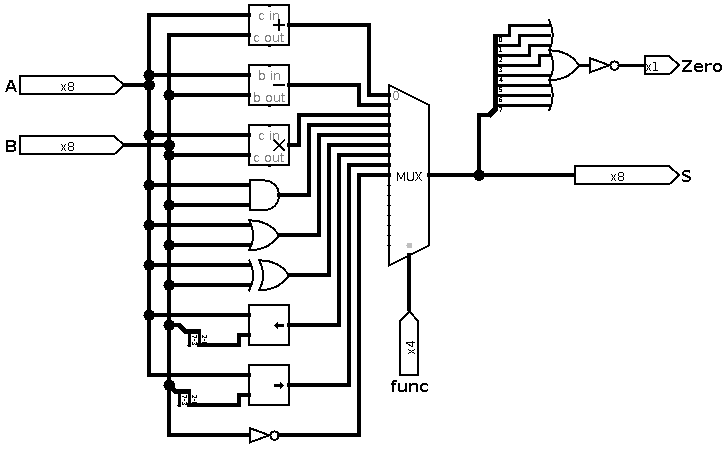 c in
+
c out
A
x8
b in
−
b out
B
x8
c in
×
c out
0
MUX
x4
func
0
1
2
3
4
5
6
7
x1
Zero
x8
S